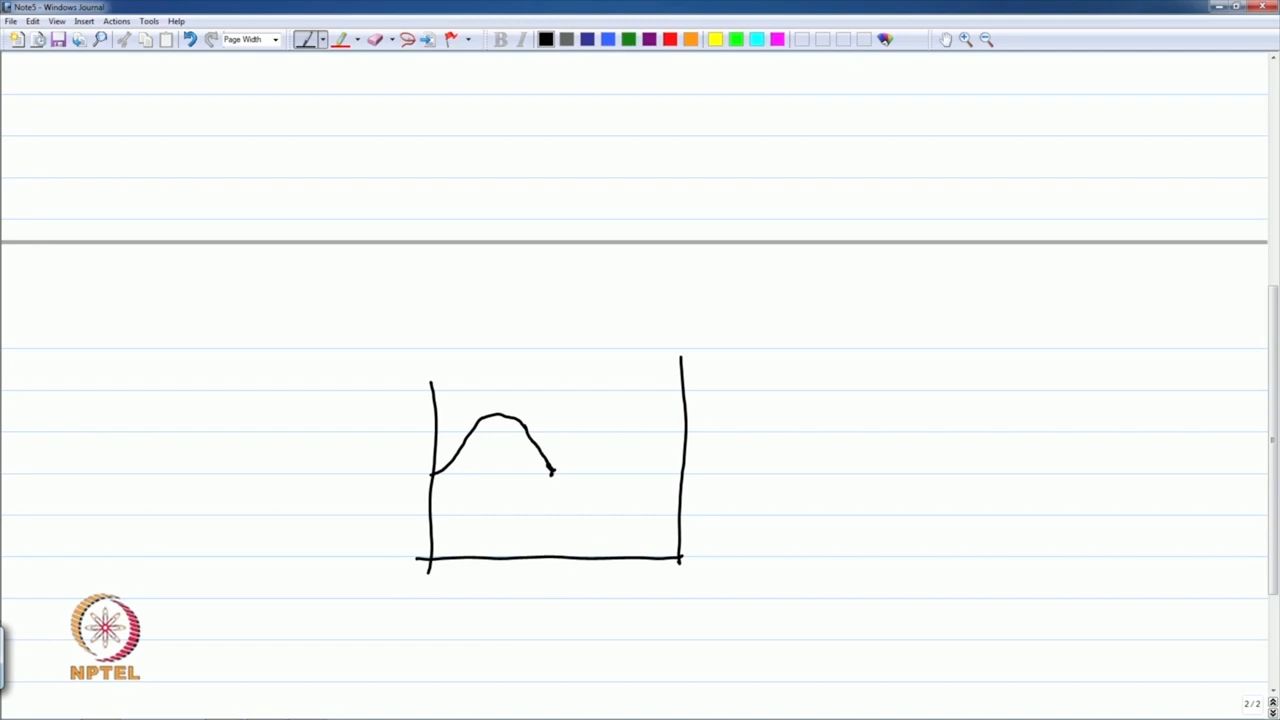 Note5 - Windows Journal
File Edit View Insert Actions Tools Help
Page Width
B I
NPTEL
2 / 2